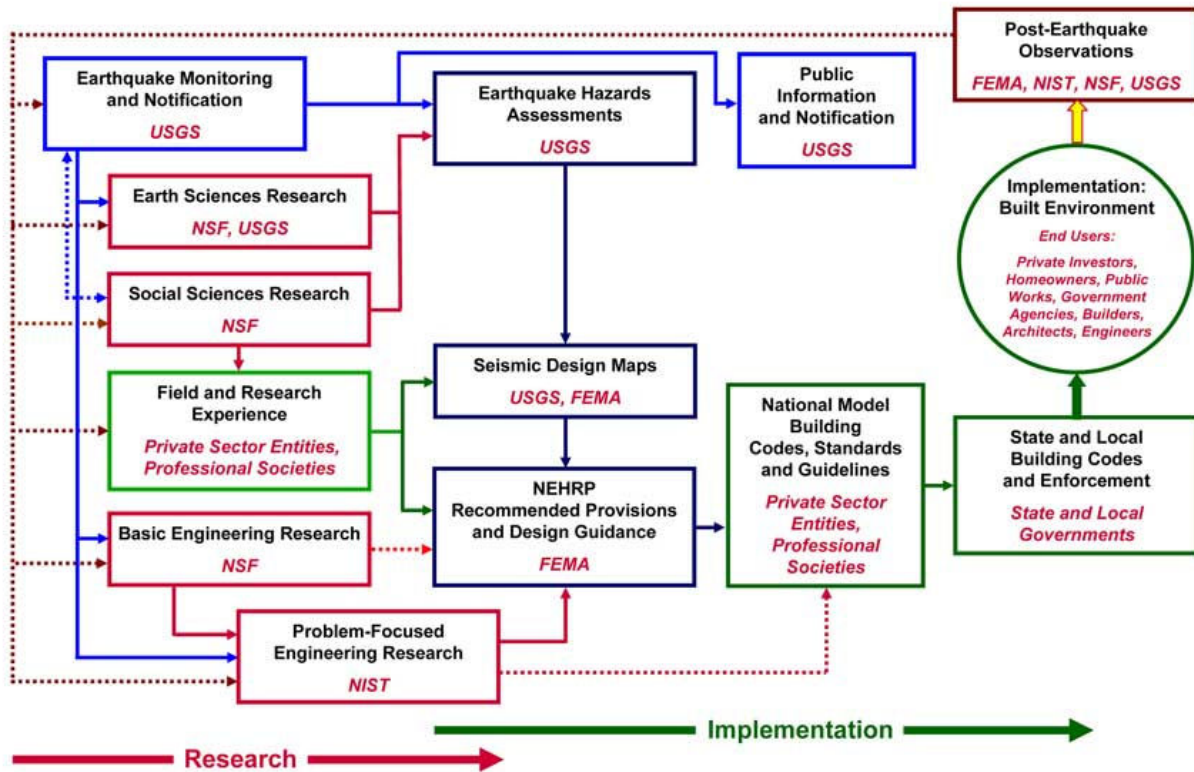 Earthquake Monitoring
and Notification
USGS
Earth Sciences Research
NSF, USGS
Social Sciences Research
NSF
Field and Research
Experience
Private Sector Entities,
Professional Societies
Basic Engineering Research
NSF
Problem-Focused
Engineering Research
NIST
Earthquake Hazards
Assessments
USGS
Seismic Design Maps
USGS, FEMA
NEHRP
Recommended Provisions
and Design Guidance
FEMA
Public
Information
and Notification
USGS
National Model
Building
Codes, Standards
and Guidelines
Private Sector
Entities,
Professional
Societies
Post-Earthquake
Observations
FEMA, NIST, NSF, USGS
Implementation:
Built Environment
End Users:
Private Investors,
Homeowners, Public
Works, Government
Agencies, Builders,
Architects, Engineers
State and Local
Building Codes
and Enforcement
State and Local
Governments
Implementation
Research